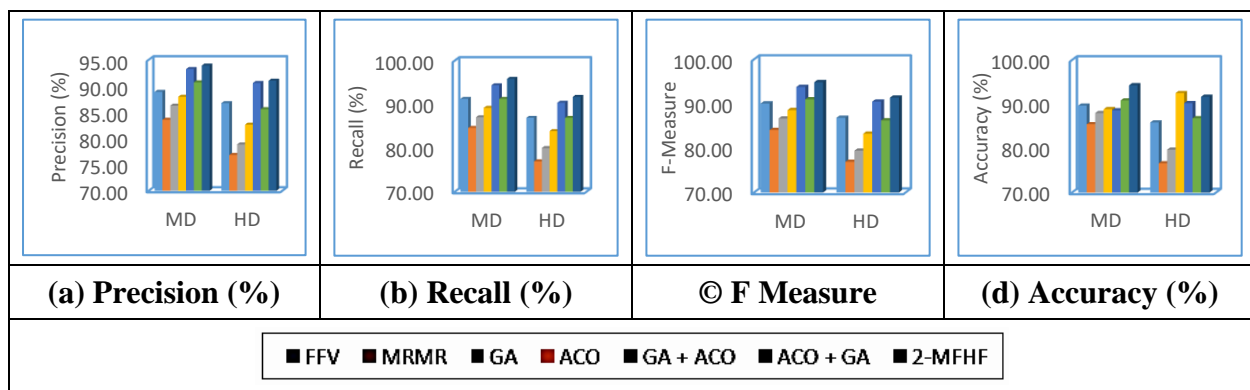 Precision (%)
95.00
90.00
85.00
80.00
75.00
70.00
MD HD
Recall (%)
100.00
90.00
80.00
70.00
MD HD
F-Measure
100.00
90.00
80.00
70.00
MD HD
Accuracy (%)
100.00
90.00
80.00
70.00
MD HD
(a) Precision (%)
(b) Recall (%)
© F Measure
(d) Accuracy (%)
FFV MRMR GA ACO GA + ACO ACO + GA 2-MFHF